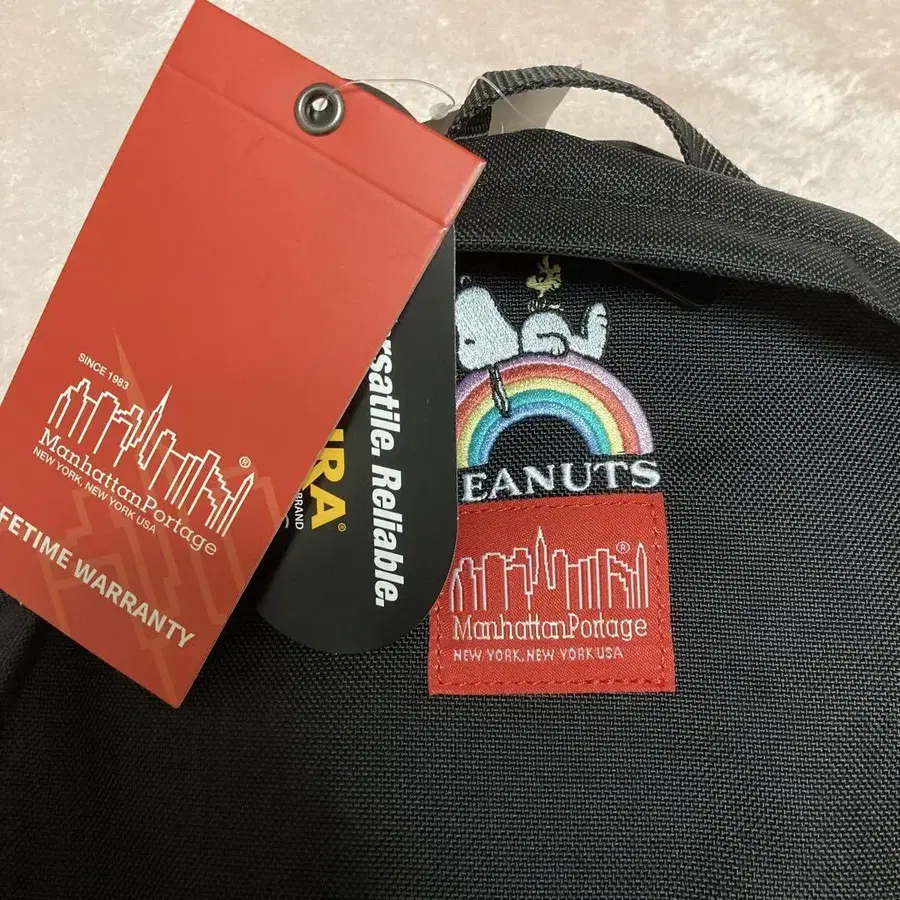 SINCE 1983
ManhattanPortage®
NEW YORK, NEW YORK USA
FETIME WARRANTY
rsatile. Reliable.
URA®
BRAND
EANUTS
®
ManhattanPortage
NEW YORK, NEW YORK USA